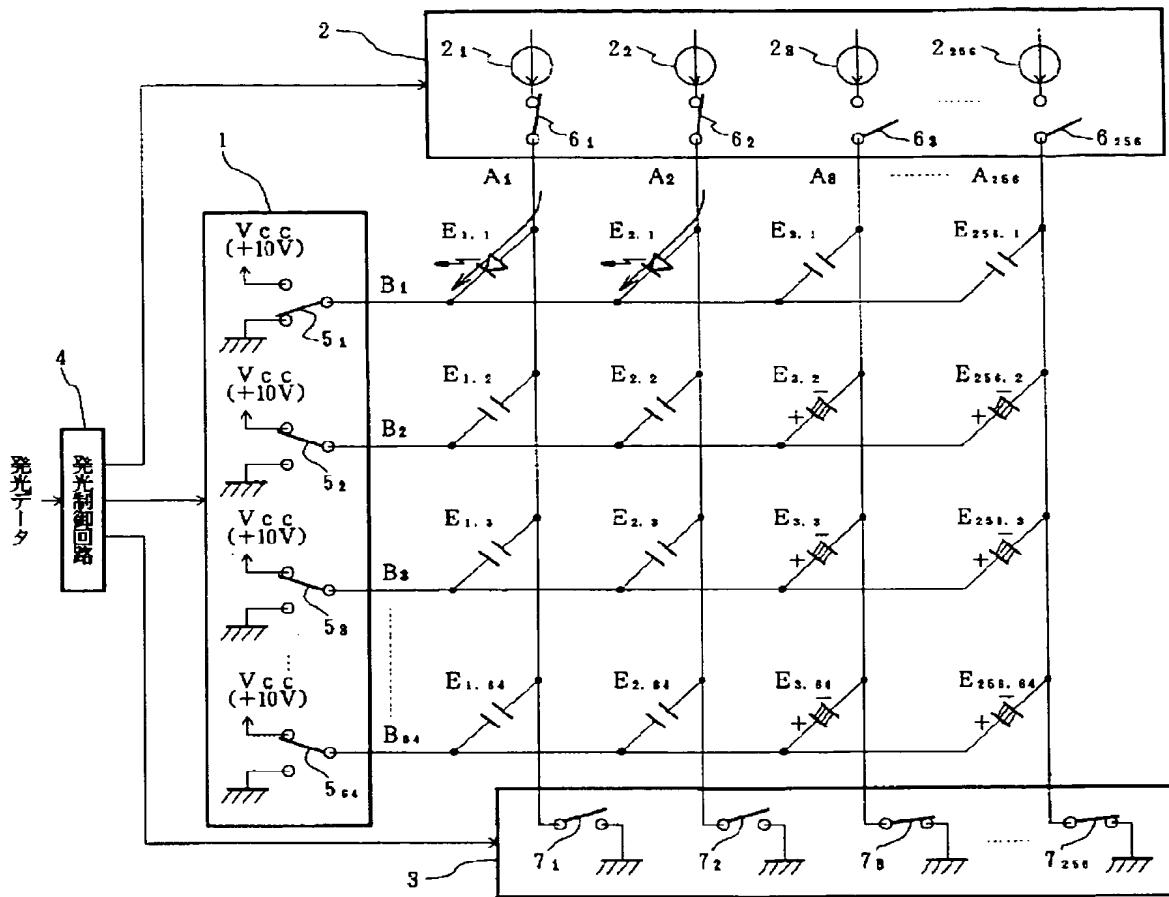 2
2₁
2₂
2₃
2₂₅₆
6₁
6₂
6₃
6₂₅₆
1
A₁
A₂
A₃
A₂₅₆
Vcc
(+10V)
E₁.₁
E₂.₁
E₃.₁
E₂₅₆.₁
B₁
5₁
4
Vcc
(+10V)
E₁.₂
E₂.₂
E₃.₂
E₂₅₆.₂
+ −
+ −
B₂
5₂
発光データ
発光制御回路
Vcc
(+10V)
E₁.₃
E₂.₃
E₃.₃
E₂₅₆.₃
+ −
+ −
B₃
5₃
Vcc
(+10V)
E₁.₆₄
E₂.₆₄
E₃.₆₄
E₂₅₆.₆₄
+ −
+ −
B₆₄
5₆₄
7₁
7₂
7₃
7₂₅₆
3